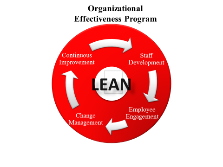 Organizational
Effectiveness Program
Continuous
Improvement
Staff
Development
LEAN
Employee
Engagement
Change
Management